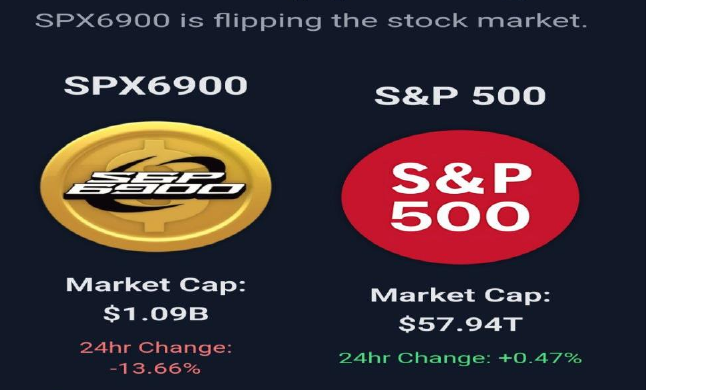 SPX6900 is flipping the stock market.
SPX6900
S&P 500
S&P
6900
S&P
500
Market Cap:
$1.09B
Market Cap:
$57.94T
24hr Change:
-13.66%
24hr Change: +0.47%